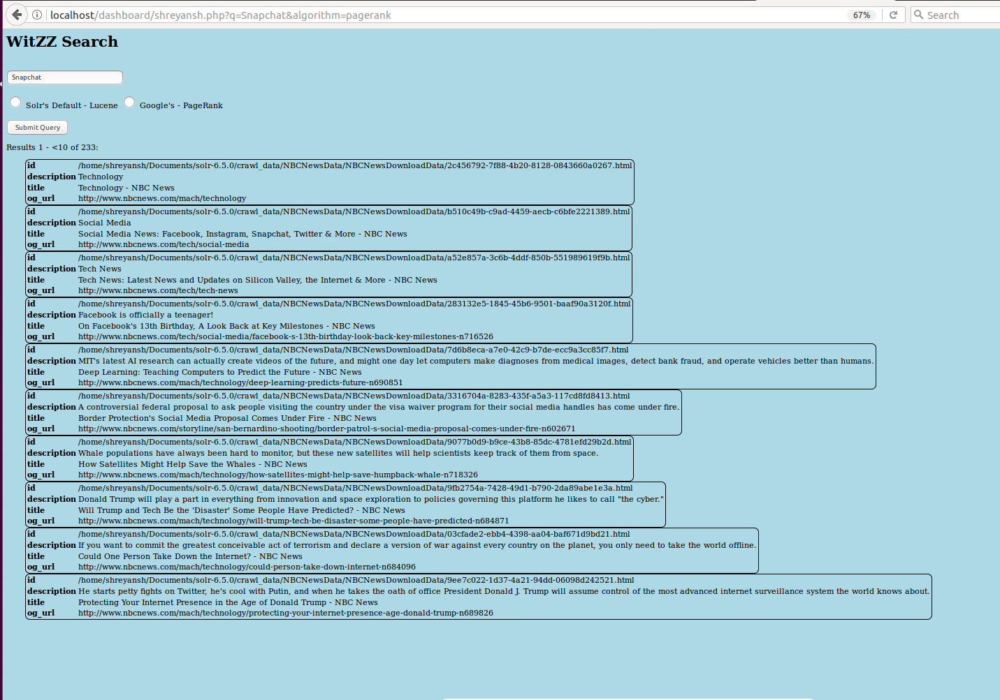 localhost/dashboard/shreyansh.php?q=Snapchat&algorithm=pagerank
67%
Search
WitZZ Search
Snapchat
Solr's Default - Lucene Google's - PageRank
Submit Query
Results 1 - <10 of 233:
id /home/shreyansh/Documents/solr-6.5.0/crawl_data/NBCNewsData/NBCNewsDownloadData/2c456792-7f88-4b20-8128-0843660a0267.html
description Technology
title Technology - NBC News
og_url http://www.nbcnews.com/mach/technology
id /home/shreyansh/Documents/solr-6.5.0/crawl_data/NBCNewsData/NBCNewsDownloadData/b510c49b-c9ad-4459-aecb-c6bfe2221389.html
description Social Media
title Social Media News: Facebook, Instagram, Snapchat, Twitter & More - NBC News
og_url http://www.nbcnews.com/tech/social-media
id /home/shreyansh/Documents/solr-6.5.0/crawl_data/NBCNewsData/NBCNewsDownloadData/a52e857a-3c6b-4ddf-850b-551989619f9b.html
description Tech News
title Tech News: Latest News and Updates on Silicon Valley, the Internet & More - NBC News
og_url http://www.nbcnews.com/tech/tech-news
id /home/shreyansh/Documents/solr-6.5.0/crawl_data/NBCNewsData/NBCNewsDownloadData/283132e5-1845-45b6-9501-baaf90a3120f.html
description Facebook is officially a teenager!
title On Facebook's 13th Birthday, A Look Back at Key Milestones - NBC News
og_url http://www.nbcnews.com/tech/social-media/facebook-s-13th-birthday-look-back-key-milestones-n716526
id /home/shreyansh/Documents/solr-6.5.0/crawl_data/NBCNewsData/NBCNewsDownloadData/7d6b8eca-a7e0-42c9-b7de-ecc9a3cc85f7.html
description MIT's latest AI research can actually create videos of the future, and might one day let computers make diagnoses from medical images, detect bank fraud, and operate vehicles better than humans.
title Deep Learning: Teaching Computers to Predict the Future - NBC News
og_url http://www.nbcnews.com/mach/technology/deep-learning-predicts-future-n690851
id /home/shreyansh/Documents/solr-6.5.0/crawl_data/NBCNewsData/NBCNewsDownloadData/3316704a-8283-435f-a5a3-117cd8fd8413.html
description A controversial federal proposal to ask people visiting the country under the visa waiver program for their social media handles has come under fire.
title Border Protection's Social Media Proposal Comes Under Fire - NBC News
og_url http://www.nbcnews.com/storyline/san-bernardino-shooting/border-patrol-s-social-media-proposal-comes-under-fire-n602671
id /home/shreyansh/Documents/solr-6.5.0/crawl_data/NBCNewsData/NBCNewsDownloadData/9077b0d9-b9ce-43b8-85dc-4781efd29b2d.html
description Whale populations have always been hard to monitor, but these new satellites will help scientists keep track of them from space.
title How Satellites Might Help Save the Whales - NBC News
og_url http://www.nbcnews.com/mach/technology/how-satellites-might-help-save-humpback-whale-n718326
id /home/shreyansh/Documents/solr-6.5.0/crawl_data/NBCNewsData/NBCNewsDownloadData/9fb2754a-7428-49d1-b790-2da89abe1e3a.html
description Donald Trump will play a part in everything from innovation and space exploration to policies governing this platform he likes to call "the cyber."
title Will Trump and Tech Be the 'Disaster' Some People Have Predicted? - NBC News
og_url http://www.nbcnews.com/mach/technology/will-trump-tech-be-disaster-some-people-have-predicted-n684871
id /home/shreyansh/Documents/solr-6.5.0/crawl_data/NBCNewsData/NBCNewsDownloadData/03cfade2-ebb4-4398-aa04-baf671d9bd21.html
description If you want to commit the greatest conceivable act of terrorism and declare a version of war against every country on the planet, you only need to take the world offline.
title Could One Person Take Down the Internet? - NBC News
og_url http://www.nbcnews.com/mach/technology/could-person-take-down-internet-n684096
id /home/shreyansh/Documents/solr-6.5.0/crawl_data/NBCNewsData/NBCNewsDownloadData/9ee7c022-1d37-4a21-94dd-06098d242521.html
description He starts petty fights on Twitter, he's cool with Putin, and when he takes the oath of office President Donald J. Trump will assume control of the most advanced internet surveillance system the world knows about.
title Protecting Your Internet Presence in the Age of Donald Trump - NBC News
og_url http://www.nbcnews.com/mach/technology/protecting-your-internet-presence-age-donald-trump-n689826